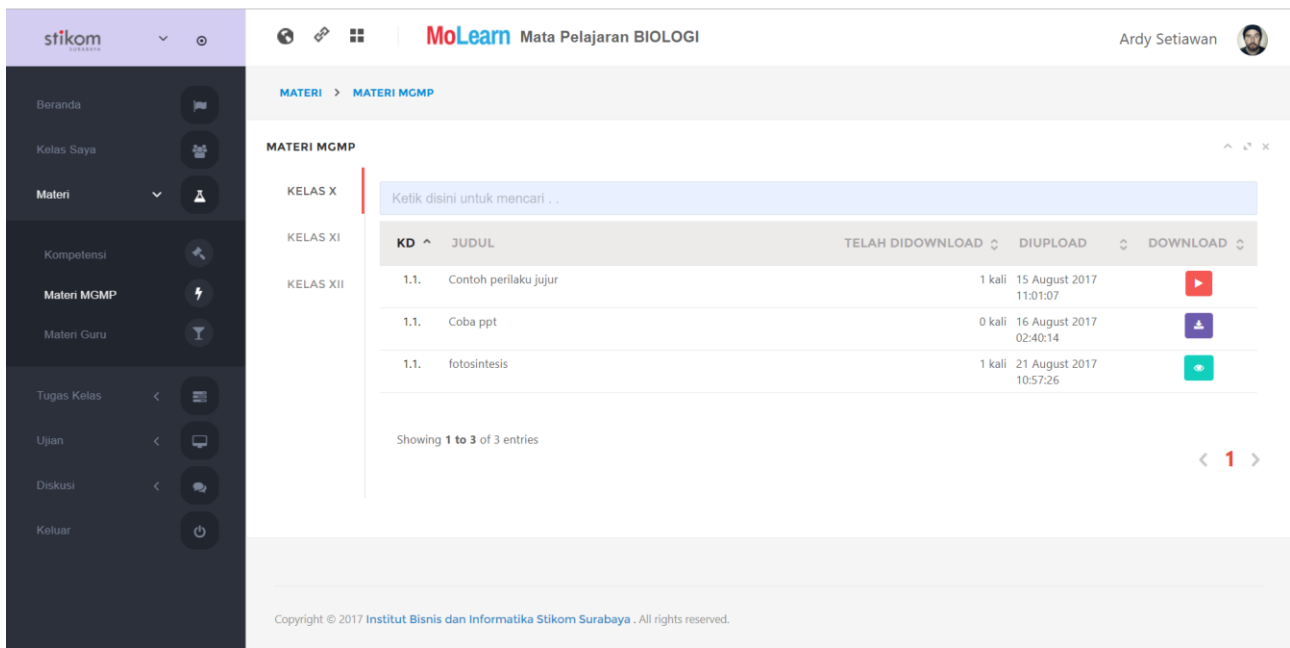 stikom
SURABAYA
MoLearn Mata Pelajaran BIOLOGI
Ardy Setiawan
Beranda
Kelas Saya
Materi
Kompetensi
Materi MGMP
Materi Guru
Tugas Kelas
Ujian
Diskusi
Keluar
MATERI > MATERI MGMP
MATERI MGMP
KELAS X
KELAS XI
KELAS XII
Ketik disini untuk mencari . .
KD JUDUL TELAH DIDOWNLOAD DIUPLOAD DOWNLOAD
1.1. Contoh perilaku jujur 1 kali 15 August 2017
11:01:07
1.1. Coba ppt 0 kali 16 August 2017
02:40:14
1.1. fotosintesis 1 kali 21 August 2017
10:57:26
Showing 1 to 3 of 3 entries
< 1 >
Copyright © 2017 Institut Bisnis dan Informatika Stikom Surabaya . All rights reserved.